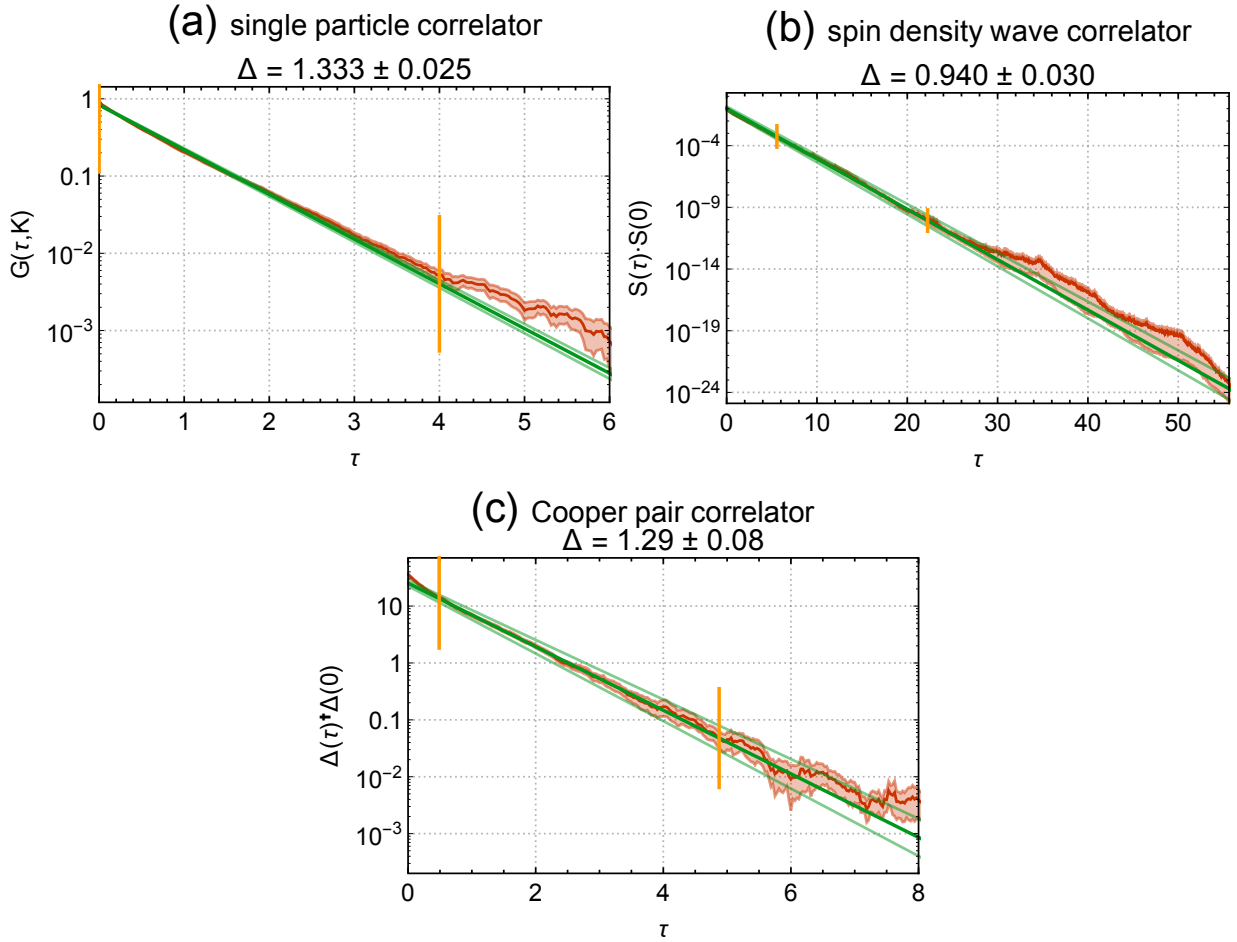 (a) single particle correlator
Δ = 1.333 ± 0.025
G(τ,K)
1
0.1
10⁻²
10⁻³
0 1 2 3 4 5 6
τ
(b) spin density wave correlator
Δ = 0.940 ± 0.030
S(τ)·S(0)
10⁻⁴
10⁻⁹
10⁻¹⁴
10⁻¹⁹
10⁻²⁴
0 10 20 30 40 50
τ
(c) Cooper pair correlator
Δ = 1.29 ± 0.08
Δ(τ)†Δ(0)
10
1
0.1
10⁻²
10⁻³
0 2 4 6 8
τ